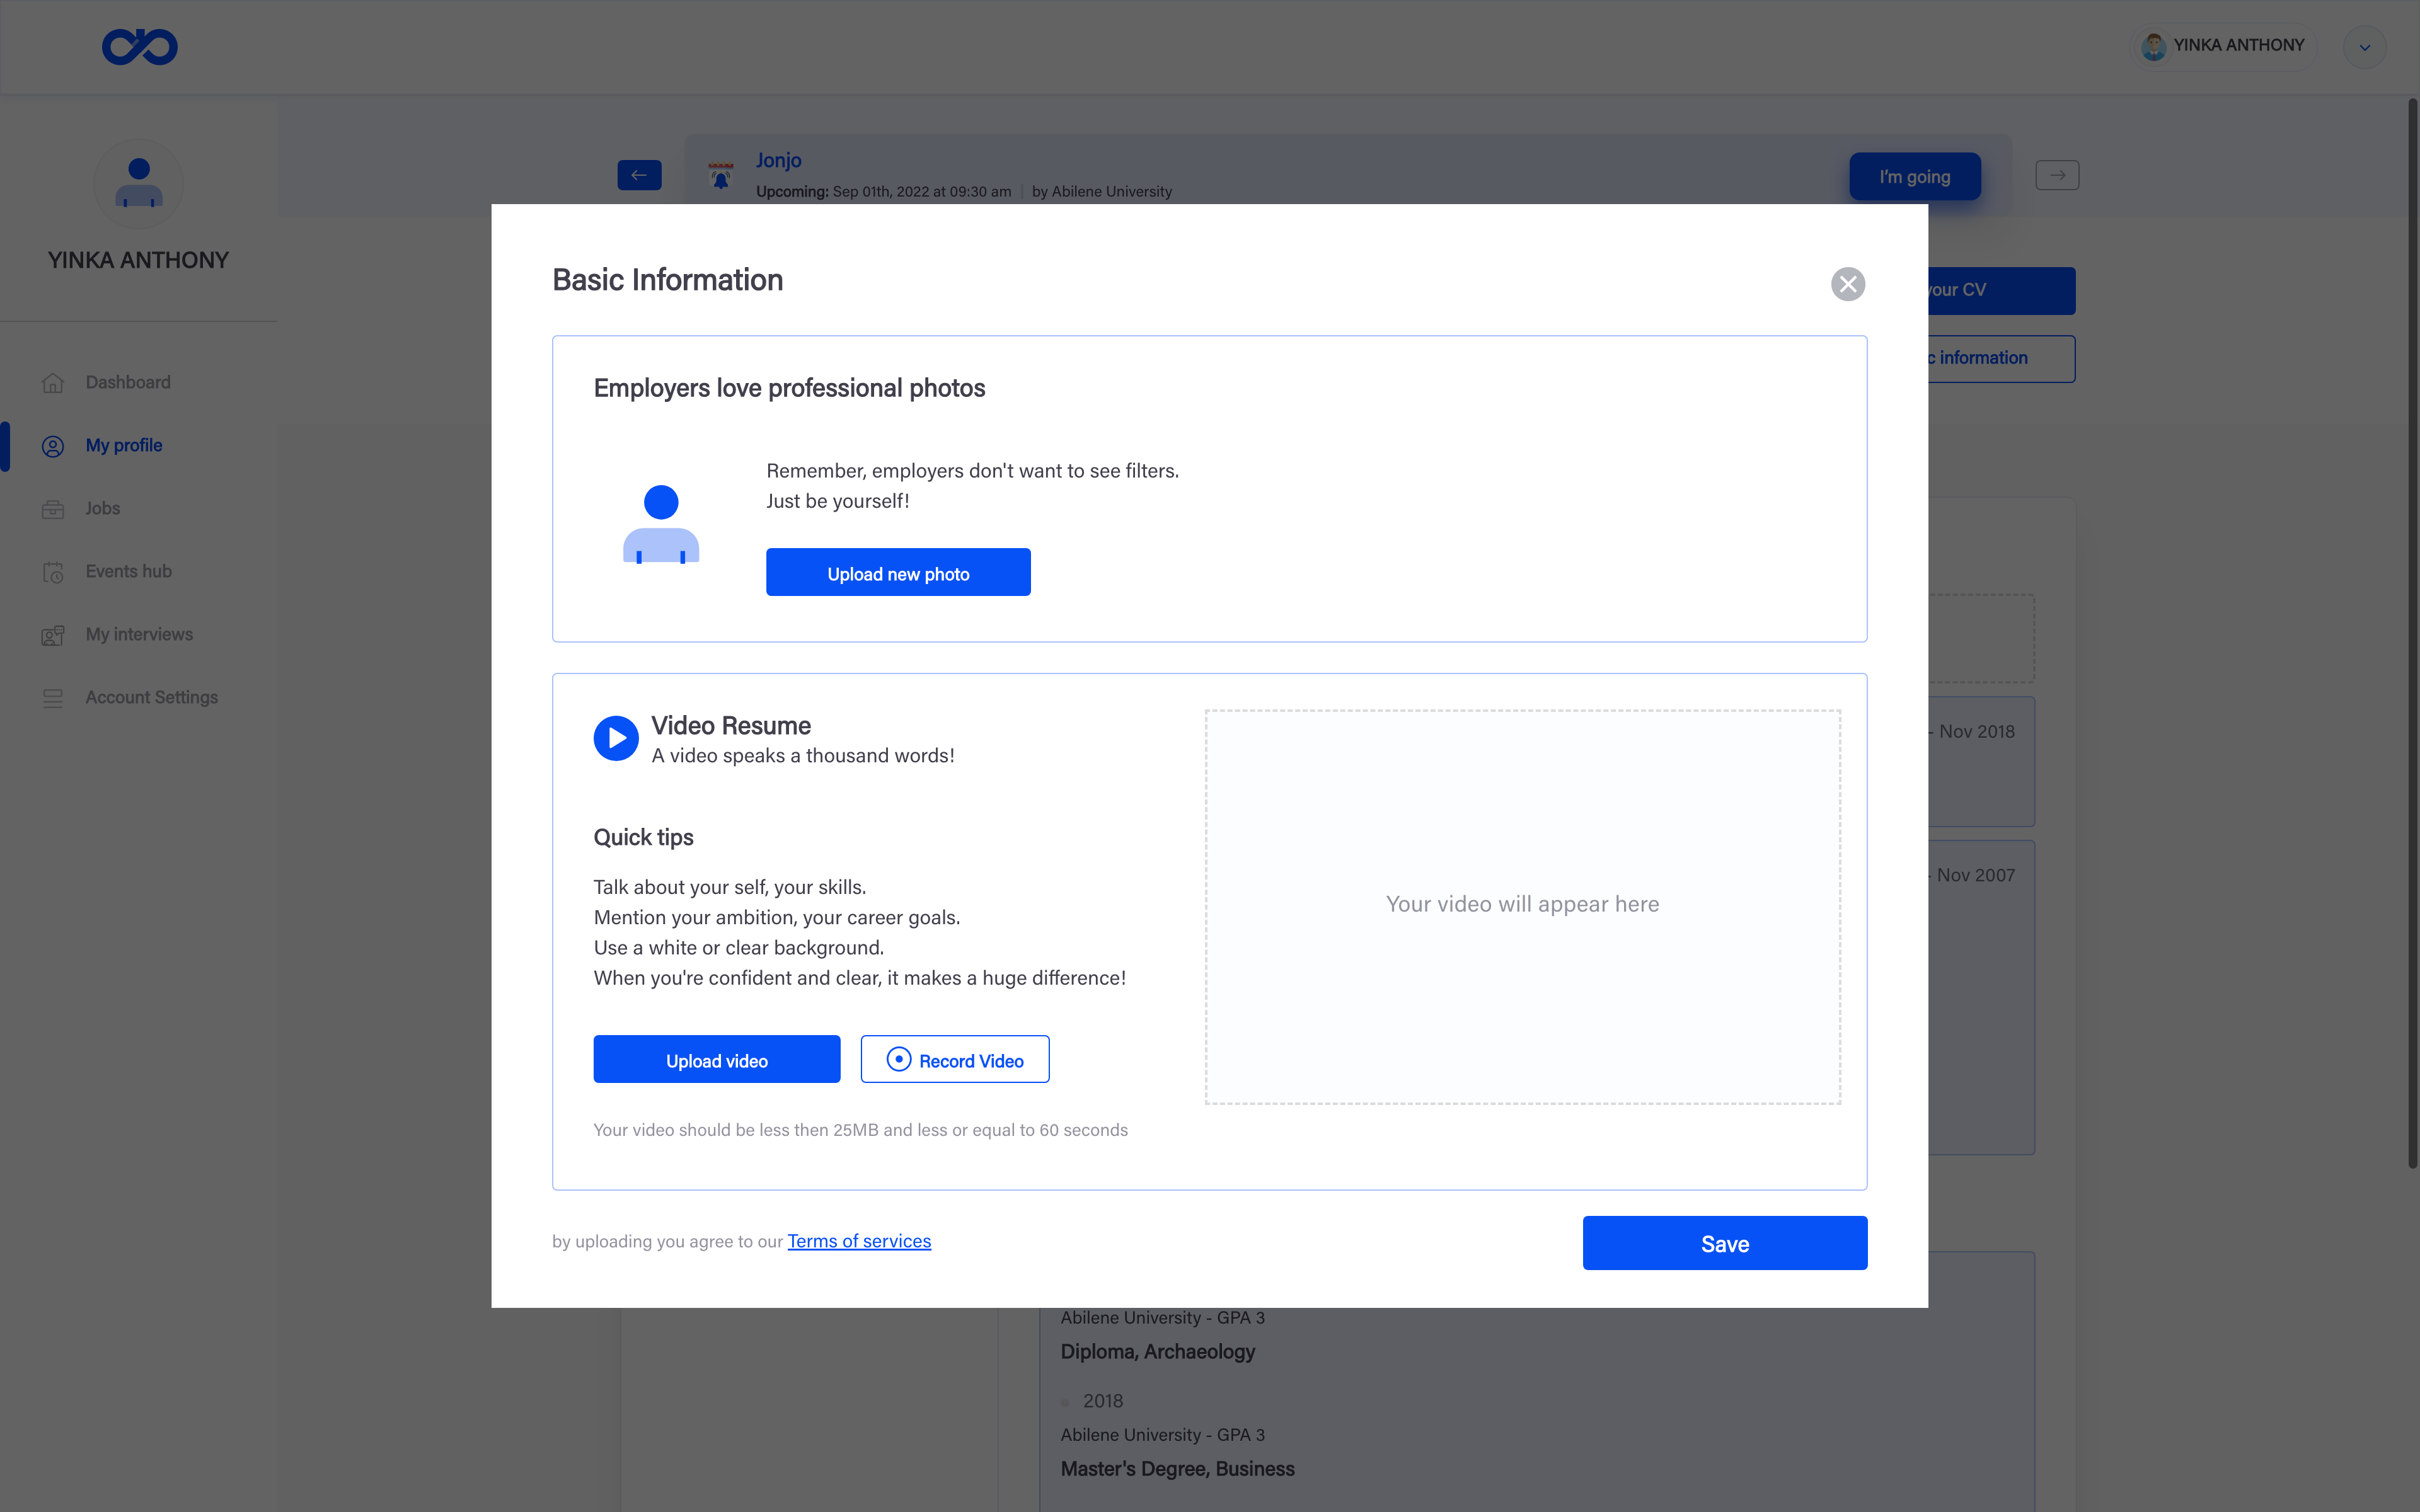 YINKA ANTHONY
YINKA ANTHONY
Dashboard
My profile
Jobs
Events hub
My interviews
Account Settings
Jonjo
Upcoming: Sep 01th, 2022 at 09:30 am
by Abilene University
I'm going
your CV
information
Basic Information
Employers love professional photos
Remember, employers don't want to see filters.
Just be yourself!
Upload new photo
Video Resume
A video speaks a thousand words!
Quick tips
Talk about your self, your skills.
Mention your ambition, your career goals.
Use a white or clear background.
When you're confident and clear, it makes a huge difference!
Upload video
Record Video
Your video should be less then 25MB and less or equal to 60 seconds
Your video will appear here
by uploading you agree to our Terms of services
Save
- Nov 2018
- Nov 2007
Abilene University - GPA 3
Diploma, Archaeology
2018
Abilene University - GPA 3
Master's Degree, Business